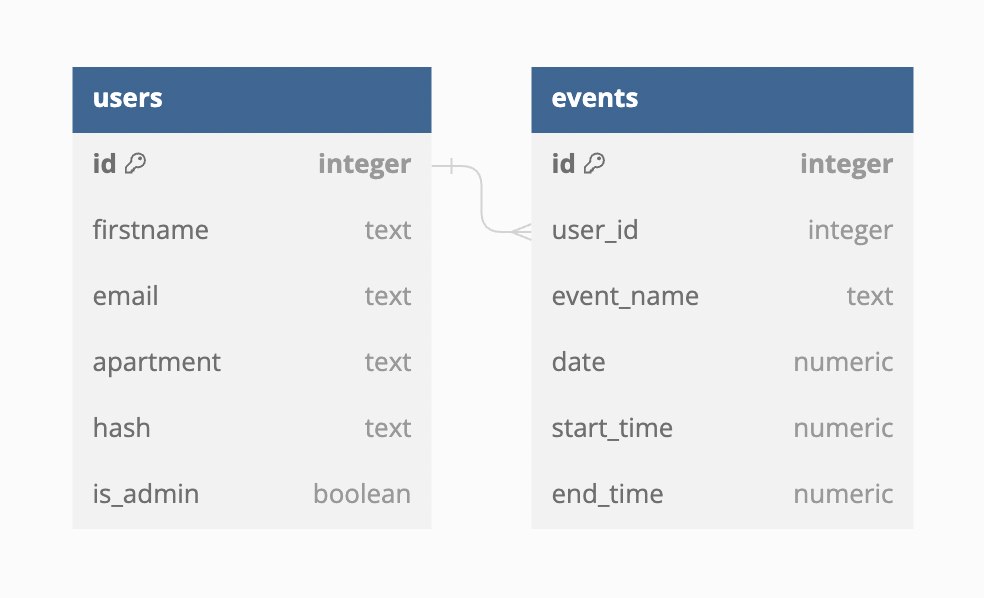 users
id integer
firstname text
email text
apartment text
hash text
is_admin boolean
events
id integer
user_id integer
event_name text
date numeric
start_time numeric
end_time numeric